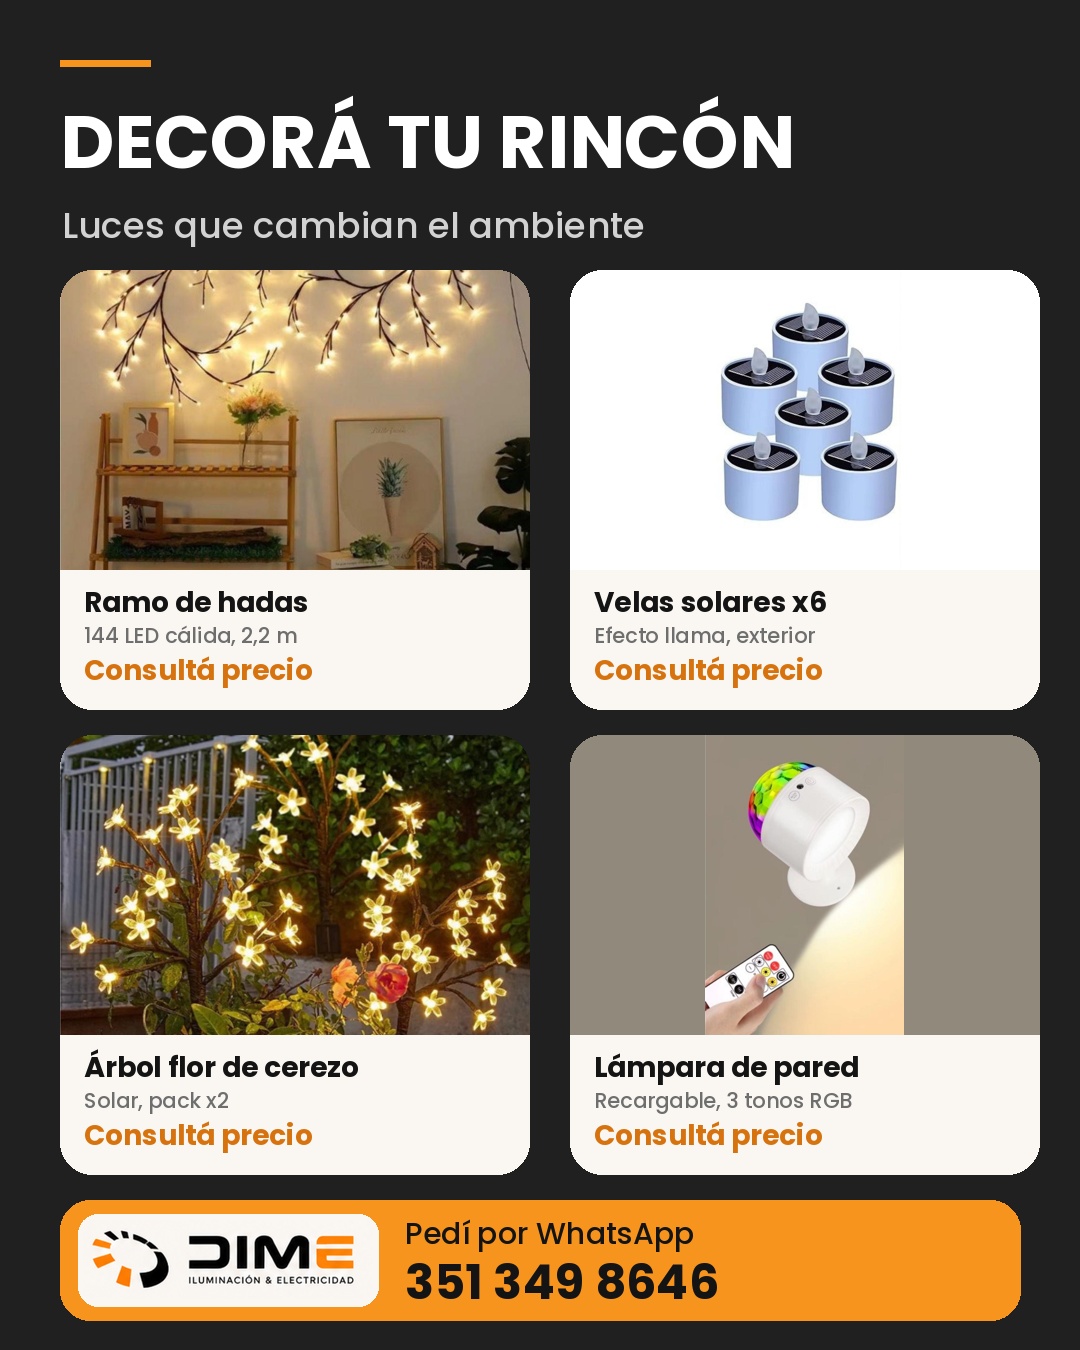 DECORÁ TU RINCÓN
Luces que cambian el ambiente
Ramo de hadas
144 LED cálida, 2,2 m
Consultá precio
Velas solares x6
Efecto llama, exterior
Consultá precio
Árbol flor de cerezo
Solar, pack x2
Consultá precio
Lámpara de pared
Recargable, 3 tonos RGB
Consultá precio
DIME
ILUMINACIÓN & ELECTRICIDAD
Pedí por WhatsApp
351 349 8646